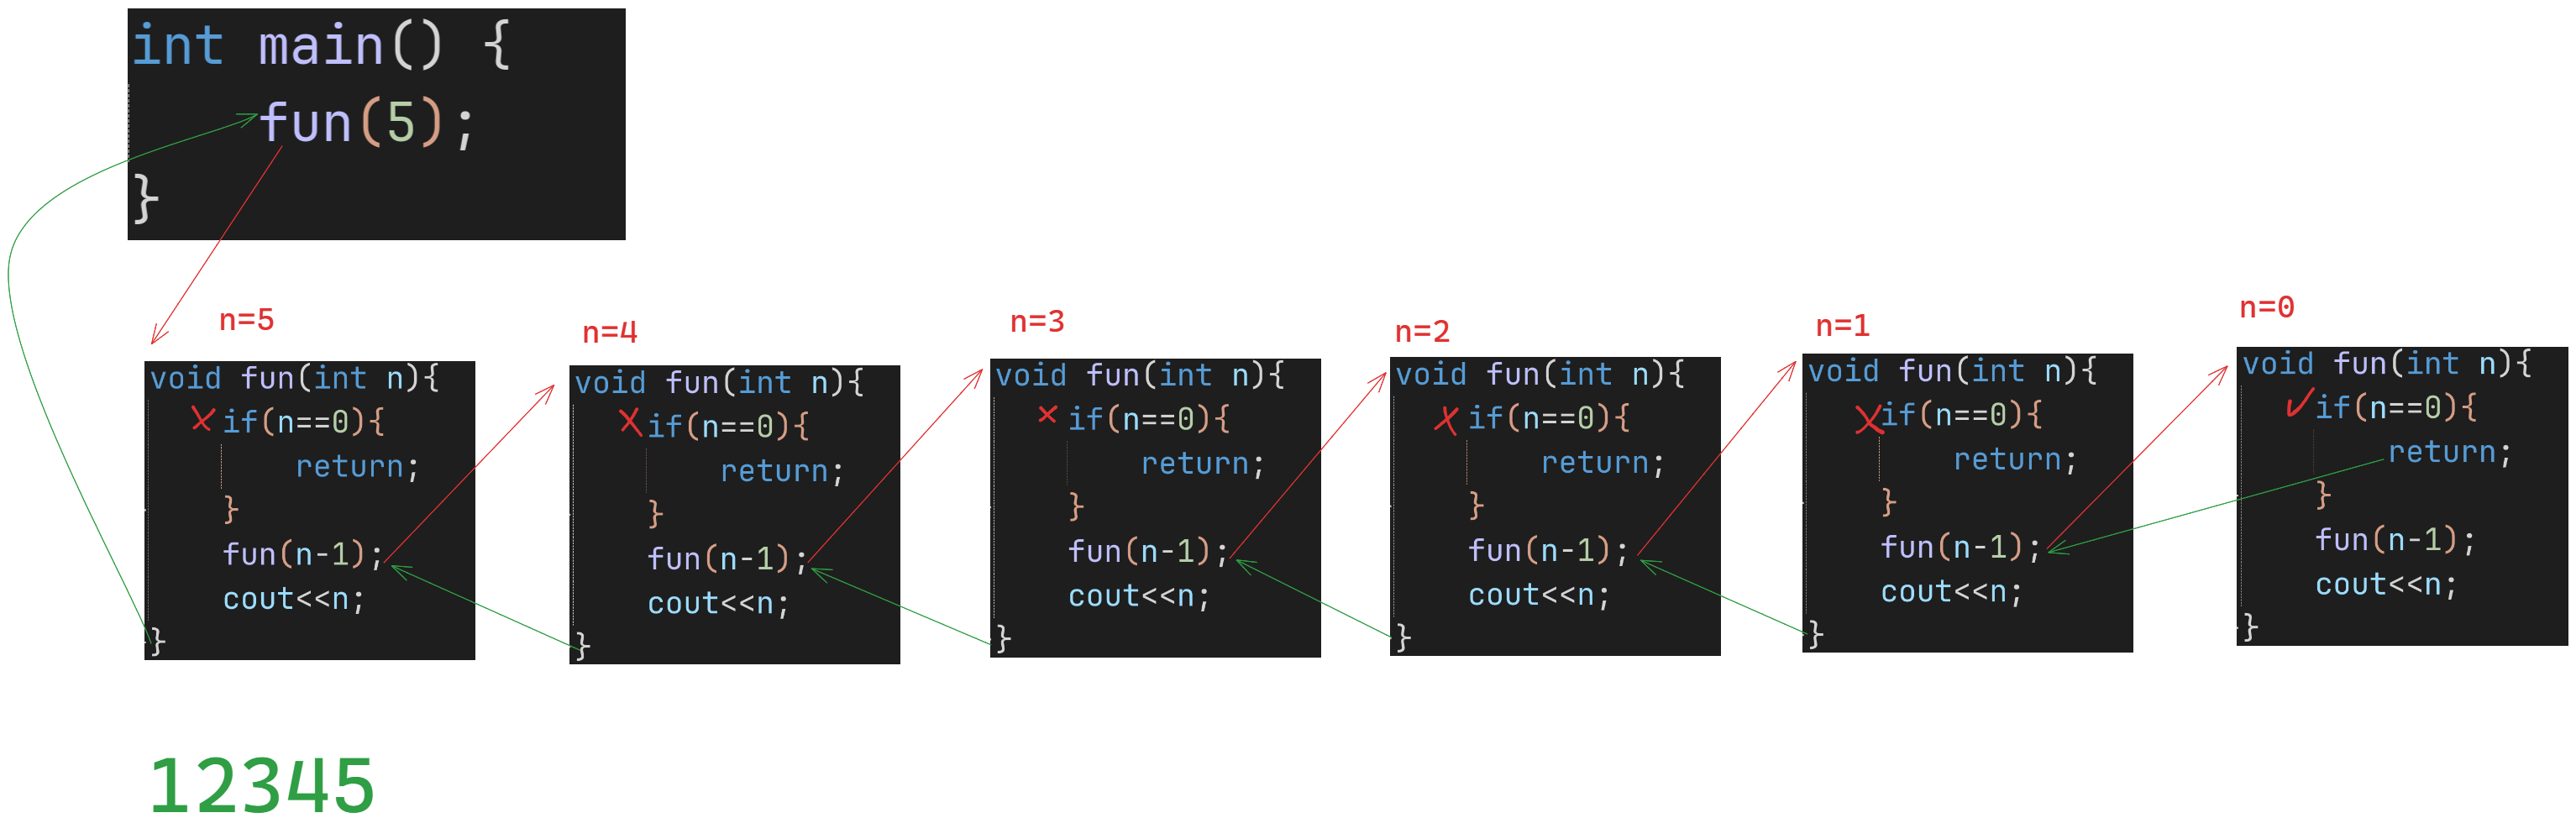 int main() {
fun(5);
}
n=5
void fun(int n){
if(n==0){
return;
}
fun(n-1);
cout<<n;
}
n=4
void fun(int n){
if(n==0){
return;
}
fun(n-1);
cout<<n;
}
n=3
void fun(int n){
if(n==0){
return;
}
fun(n-1);
cout<<n;
}
n=2
void fun(int n){
if(n==0){
return;
}
fun(n-1);
cout<<n;
}
n=1
void fun(int n){
if(n==0){
return;
}
fun(n-1);
cout<<n;
}
n=0
void fun(int n){
if(n==0){
return;
}
fun(n-1);
cout<<n;
}
12345